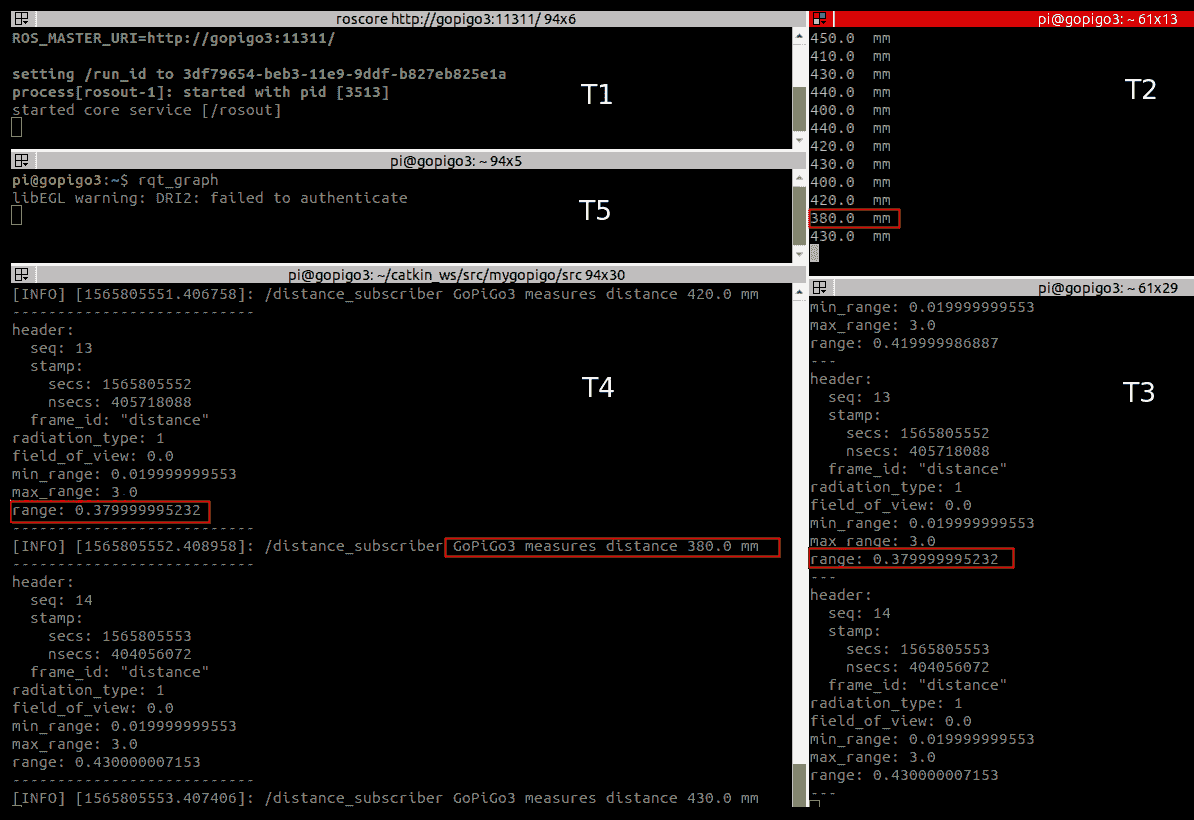 roscore http://gopigo3:11311/ 94x6
ROS_MASTER_URI=http://gopigo3:11311/
setting /run_id to 3df79654-beb3-11e9-9ddf-b827eb825e1a
process[rosout-1]: started with pid [3513]
started core service [/rosout]
T1
pi@gopigo3: ~ 94x5
pi@gopigo3:~$ rqt_graph
libEGL warning: DRI2: failed to authenticate
T5
pi@gopigo3: ~/catkin_ws/src/mygopigo/src 94x30
[INFO] [1565805551.406758]: /distance_subscriber GoPiGo3 measures distance 420.0 mm
---------------------------
header:
seq: 13
stamp:
secs: 1565805552
nsecs: 405718088
frame_id: "distance"
radiation_type: 1
field_of_view: 0.0
min_range: 0.019999999553
max_range: 3.0
range: 0.379999995232
---------------------------
[INFO] [1565805552.408958]: /distance_subscriber GoPiGo3 measures distance 380.0 mm
---------------------------
header:
seq: 14
stamp:
secs: 1565805553
nsecs: 404056072
frame_id: "distance"
radiation_type: 1
field_of_view: 0.0
min_range: 0.019999999553
max_range: 3.0
range: 0.430000007153
---------------------------
[INFO] [1565805553.407406]: /distance_subscriber GoPiGo3 measures distance 430.0 mm
T4
pi@gopigo3: ~ 61x13
450.0 mm
410.0 mm
430.0 mm
440.0 mm
400.0 mm
440.0 mm
420.0 mm
430.0 mm
400.0 mm
420.0 mm
380.0 mm
430.0 mm
T2
pi@gopigo3: ~ 61x29
min_range: 0.019999999553
max_range: 3.0
range: 0.419999986887
---
header:
seq: 13
stamp:
secs: 1565805552
nsecs: 405718088
frame_id: "distance"
radiation_type: 1
field_of_view: 0.0
min_range: 0.019999999553
max_range: 3.0
range: 0.379999995232
---
header:
seq: 14
stamp:
secs: 1565805553
nsecs: 404056072
frame_id: "distance"
radiation_type: 1
field_of_view: 0.0
min_range: 0.019999999553
max_range: 3.0
range: 0.430000007153
---
T3